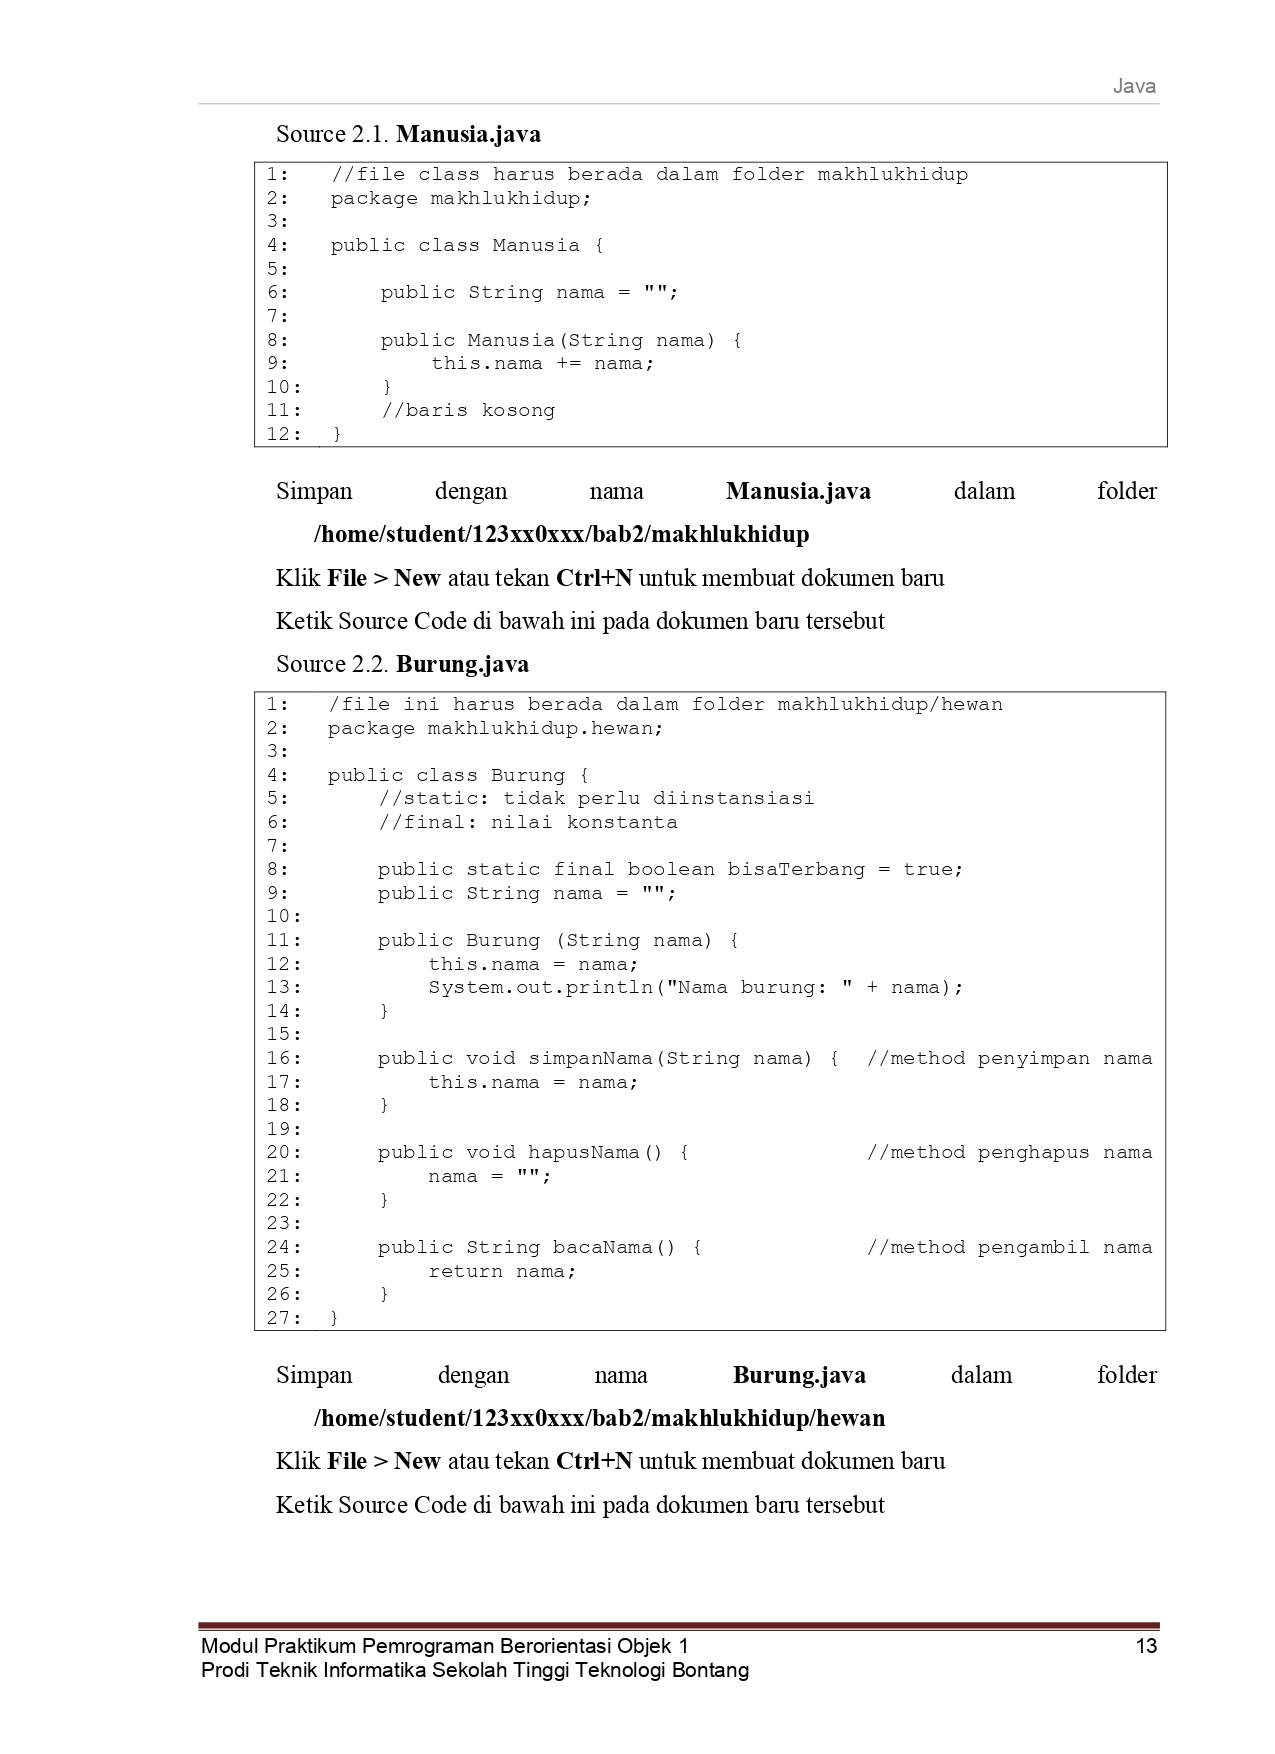 Java
Source 2.1. Manusia.java
1: //file class harus berada dalam folder makhlukhidup
2: package makhlukhidup;
3:
4: public class Manusia {
5:
6:     public String nama = "";
7:
8:     public Manusia(String nama) {
9:         this.nama += nama;
10:     }
11:     //baris kosong
12: }
Simpan dengan nama Manusia.java dalam folder
/home/student/123xx0xxx/bab2/makhlukhidup
Klik File > New atau tekan Ctrl+N untuk membuat dokumen baru
Ketik Source Code di bawah ini pada dokumen baru tersebut
Source 2.2. Burung.java
1: /file ini harus berada dalam folder makhlukhidup/hewan
2: package makhlukhidup.hewan;
3:
4: public class Burung {
5:     //static: tidak perlu diinstansiasi
6:     //final: nilai konstanta
7:
8:     public static final boolean bisaTerbang = true;
9:     public String nama = "";
10:
11:     public Burung (String nama) {
12:         this.nama = nama;
13:         System.out.println("Nama burung: " + nama);
14:     }
15:
16:     public void simpanNama(String nama) {  //method penyimpan nama
17:         this.nama = nama;
18:     }
19:
20:     public void hapusNama() {              //method penghapus nama
21:         nama = "";
22:     }
23:
24:     public String bacaNama() {             //method pengambil nama
25:         return nama;
26:     }
27: }
Simpan dengan nama Burung.java dalam folder
/home/student/123xx0xxx/bab2/makhlukhidup/hewan
Klik File > New atau tekan Ctrl+N untuk membuat dokumen baru
Ketik Source Code di bawah ini pada dokumen baru tersebut
Modul Praktikum Pemrograman Berorientasi Objek 1 13
Prodi Teknik Informatika Sekolah Tinggi Teknologi Bontang